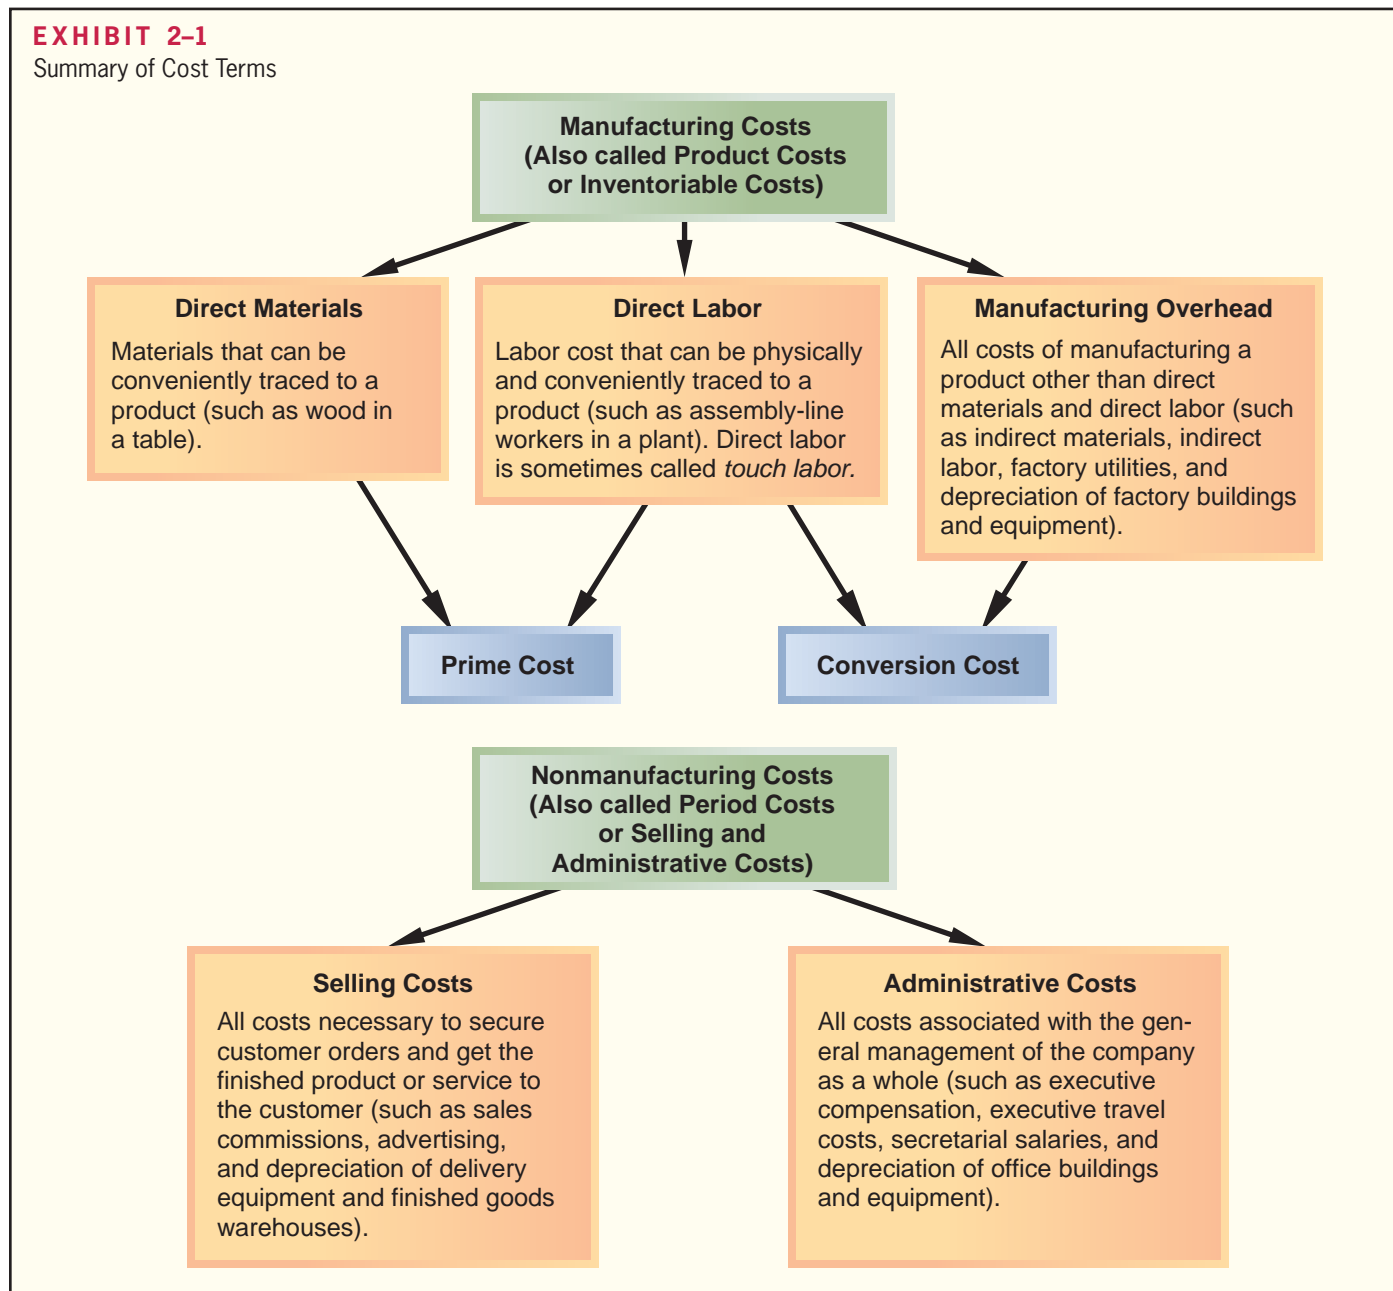 EXHIBIT 2–1
Summary of Cost Terms
Manufacturing Costs
(Also called Product Costs
or Inventoriable Costs)
Direct Materials
Materials that can be
conveniently traced to a
product (such as wood in
a table).
Direct Labor
Labor cost that can be physically
and conveniently traced to a
product (such as assembly-line
workers in a plant). Direct labor
is sometimes called touch labor.
Manufacturing Overhead
All costs of manufacturing a
product other than direct
materials and direct labor (such
as indirect materials, indirect
labor, factory utilities, and
depreciation of factory buildings
and equipment).
Prime Cost
Conversion Cost
Nonmanufacturing Costs
(Also called Period Costs
or Selling and
Administrative Costs)
Selling Costs
All costs necessary to secure
customer orders and get the
finished product or service to
the customer (such as sales
commissions, advertising,
and depreciation of delivery
equipment and finished goods
warehouses).
Administrative Costs
All costs associated with the gen-
eral management of the company
as a whole (such as executive
compensation, executive travel
costs, secretarial salaries, and
depreciation of office buildings
and equipment).